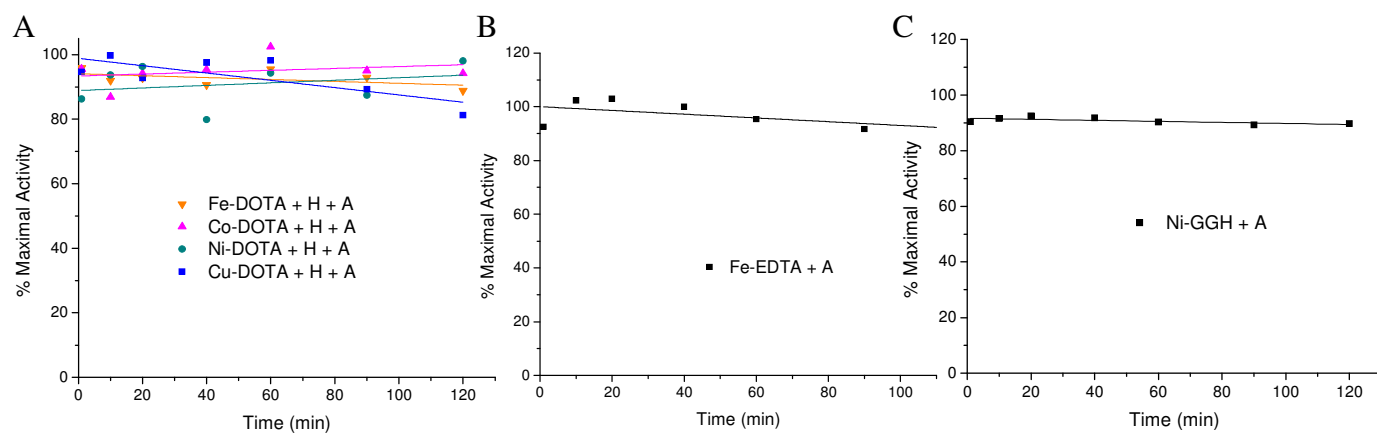 A
% Maximal Activity
100
80
60
40
20
0
Fe-DOTA + H + A
Co-DOTA + H + A
Ni-DOTA + H + A
Cu-DOTA + H + A
0 20 40 60 80 100 120
Time (min)
B
% Maximal Activity
120
100
80
60
40
20
0
Fe-EDTA + A
0 20 40 60 80 100
Time (min)
C
% Maximal Activity
120
100
80
60
40
20
0
Ni-GGH + A
0 20 40 60 80 100 120
Time (min)